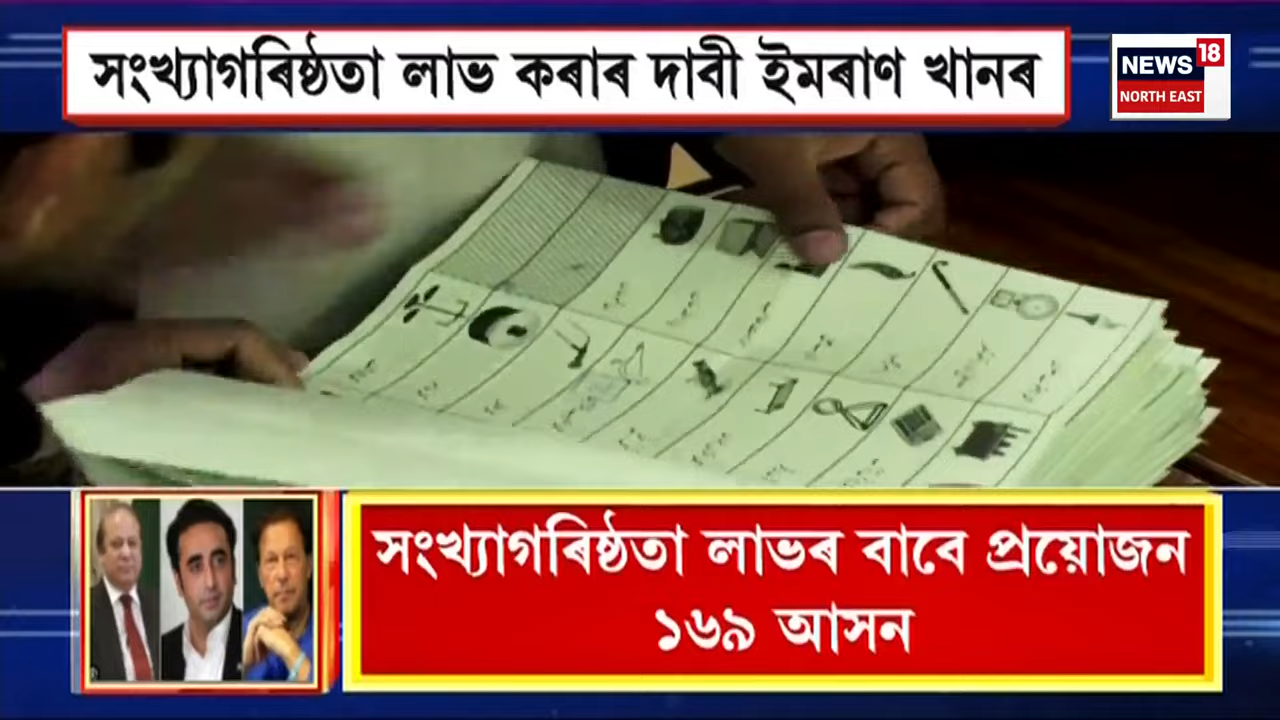 সংখ্যাগৰিষ্ঠতা লাভ কৰাৰ দাবী ইমৰাণ খানৰ
NEWS 18
NORTH EAST
সংখ্যাগৰিষ্ঠতা লাভৰ বাবে প্ৰয়োজন
১৬৯ আসন